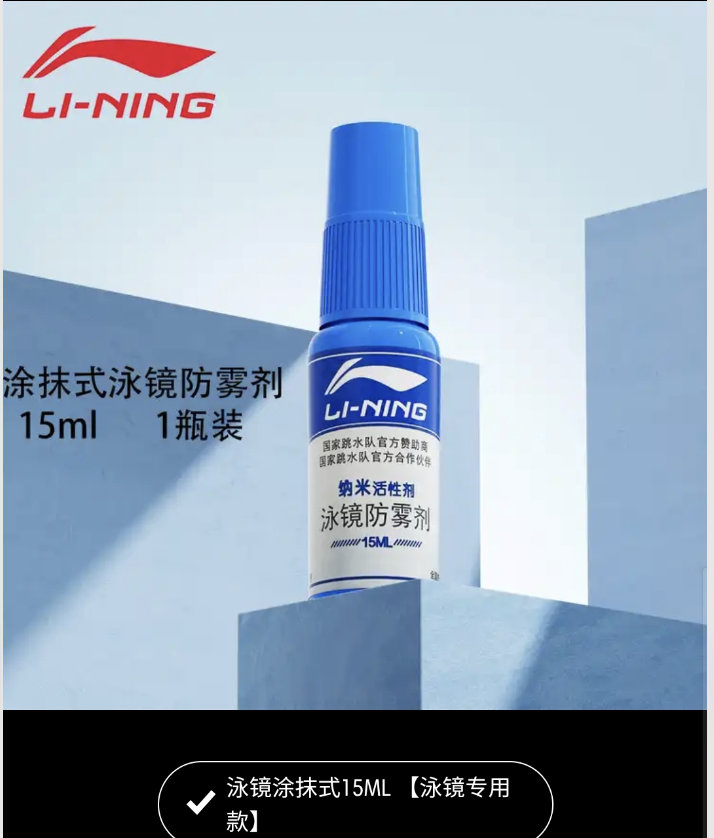 LI-NING
涂抹式泳镜防雾剂
15ml 1瓶装
LI-NING
国家跳水队官方赞助商
国家跳水队官方合作伙伴
纳米活性剂
泳镜防雾剂
15ML
泳镜涂抹式15ML 【泳镜专用
款】